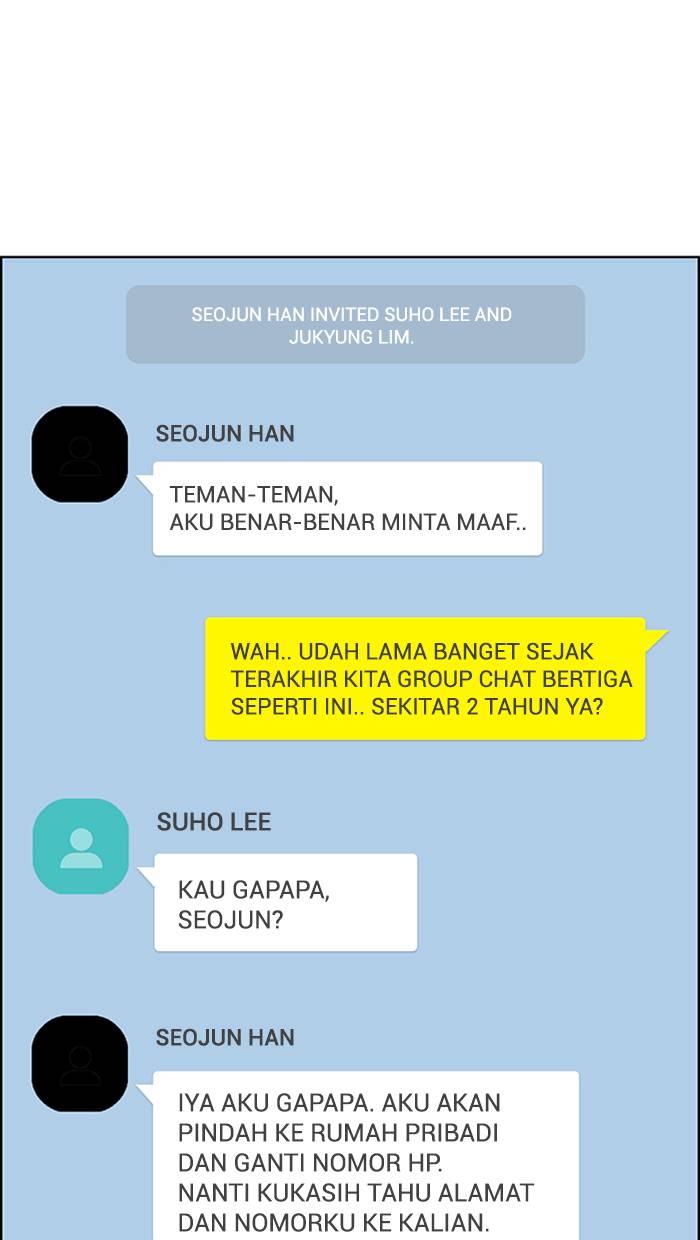 SEOJUN HAN INVITED SUHO LEE AND
JUKYUNG LIM.
SEOJUN HAN
TEMAN-TEMAN,
AKU BENAR-BENAR MINTA MAAF..
WAH.. UDAH LAMA BANGET SEJAK
TERAKHIR KITA GROUP CHAT BERTIGA
SEPERTI INI.. SEKITAR 2 TAHUN YA?
SUHO LEE
KAU GAPAPA,
SEOJUN?
SEOJUN HAN
IYA AKU GAPAPA. AKU AKAN
PINDAH KE RUMAH PRIBADI
DAN GANTI NOMOR HP.
NANTI KUKASIH TAHU ALAMAT
DAN NOMORKU KE KALIAN.